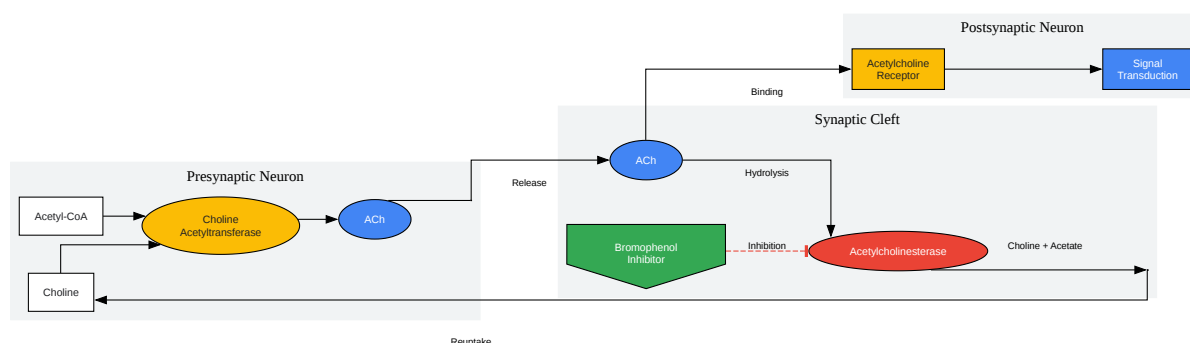 Postsynaptic Neuron
Acetylcholine
Receptor
Signal
Transduction
Binding
Synaptic Cleft
ACh
Hydrolysis
Presynaptic Neuron
Release
Acetyl-CoA
Choline
Acetyltransferase
ACh
Bromophenol
Inhibitor
Inhibition
Acetylcholinesterase
Choline + Acetate
Choline
Reuptake